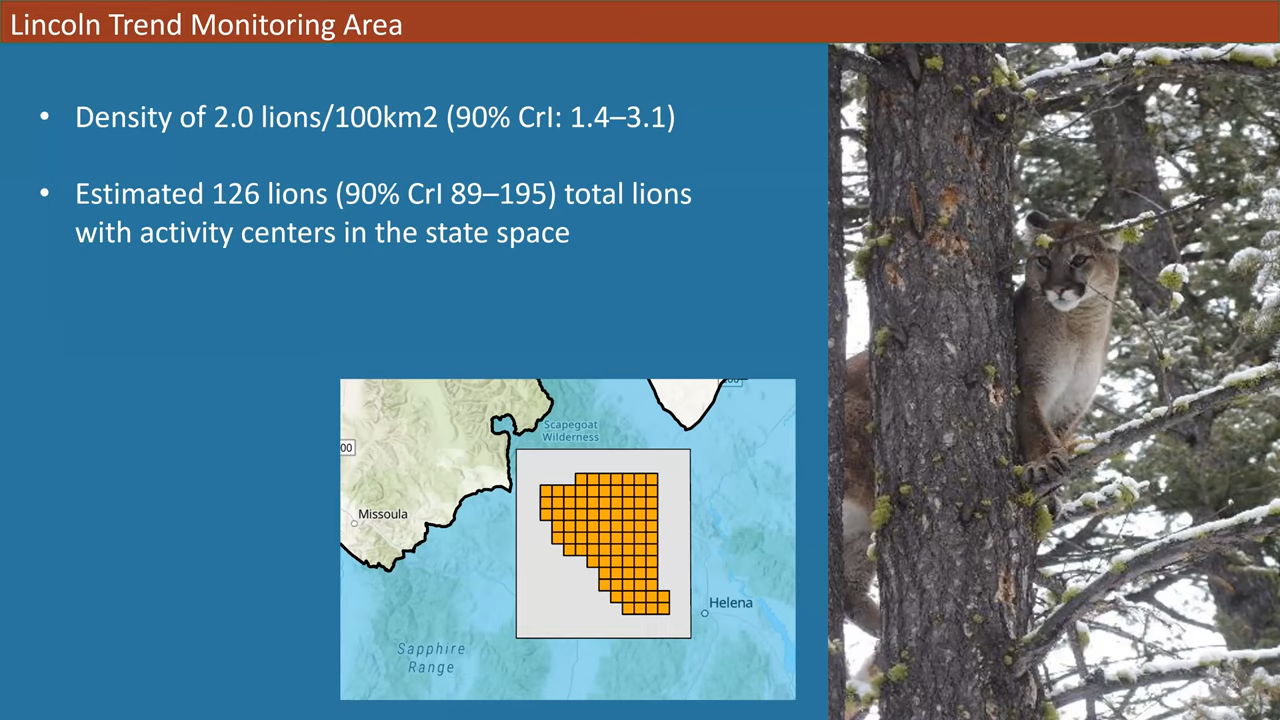 Lincoln Trend Monitoring Area
• Density of 2.0 lions/100km2 (90% CrI: 1.4–3.1)
• Estimated 126 lions (90% CrI 89–195) total lions
with activity centers in the state space
Scapegoat
Wilderness
00
Missoula
Helena
Sapphire
Range